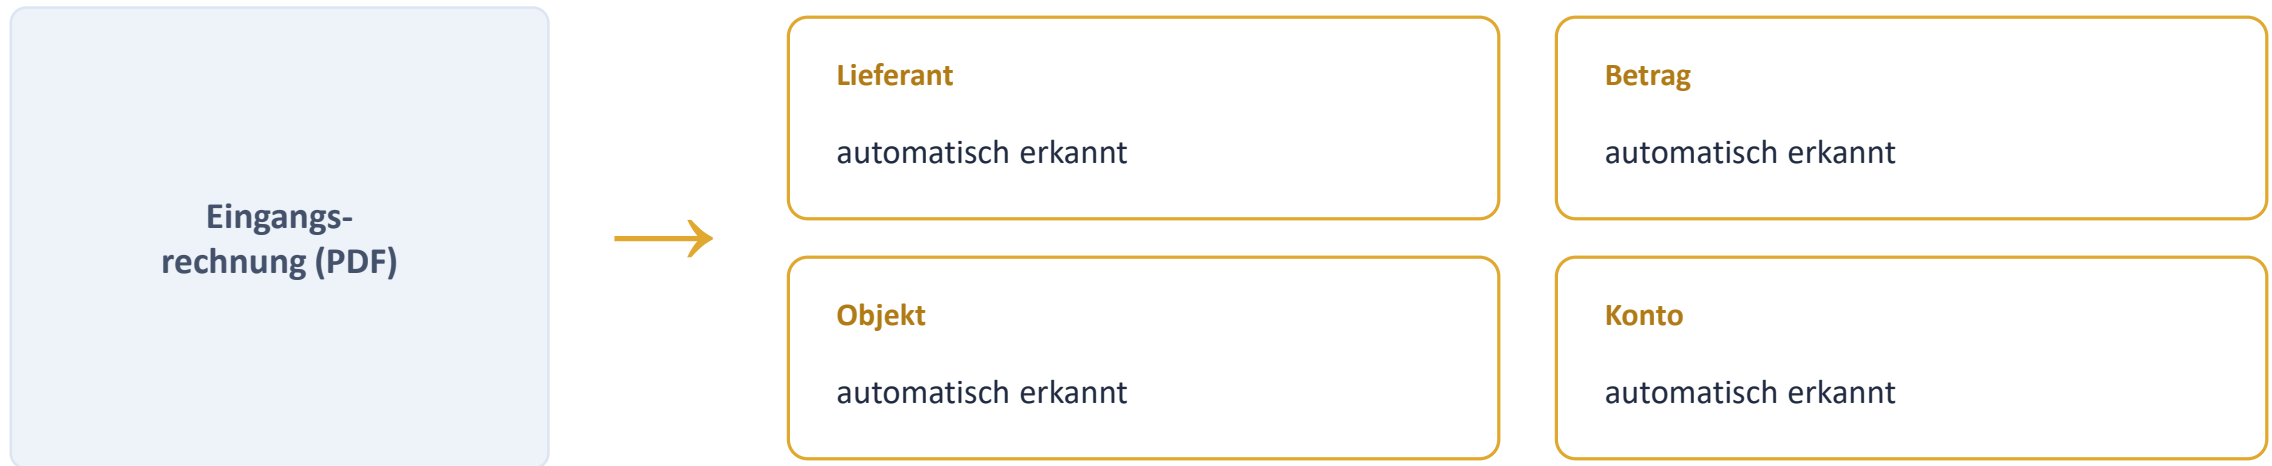 Eingangs-
rechnung (PDF)
Lieferant
automatisch erkannt
Betrag
automatisch erkannt
Objekt
automatisch erkannt
Konto
automatisch erkannt